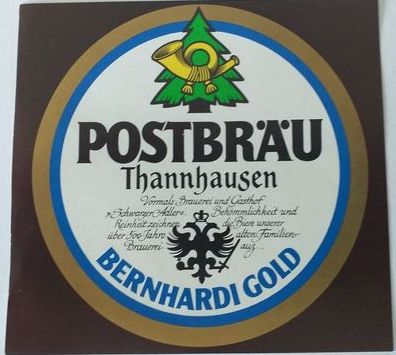 POSTBRÄU
Thannhausen
Vormals Brauerei und Gasthof
"Schwarzer Adler". Bekömmlichkeit und
Reinheit zeichnen die Biere unserer
über 500 Jahre alten Familien-
Brauerei aus.
BERNHARDI GOLD